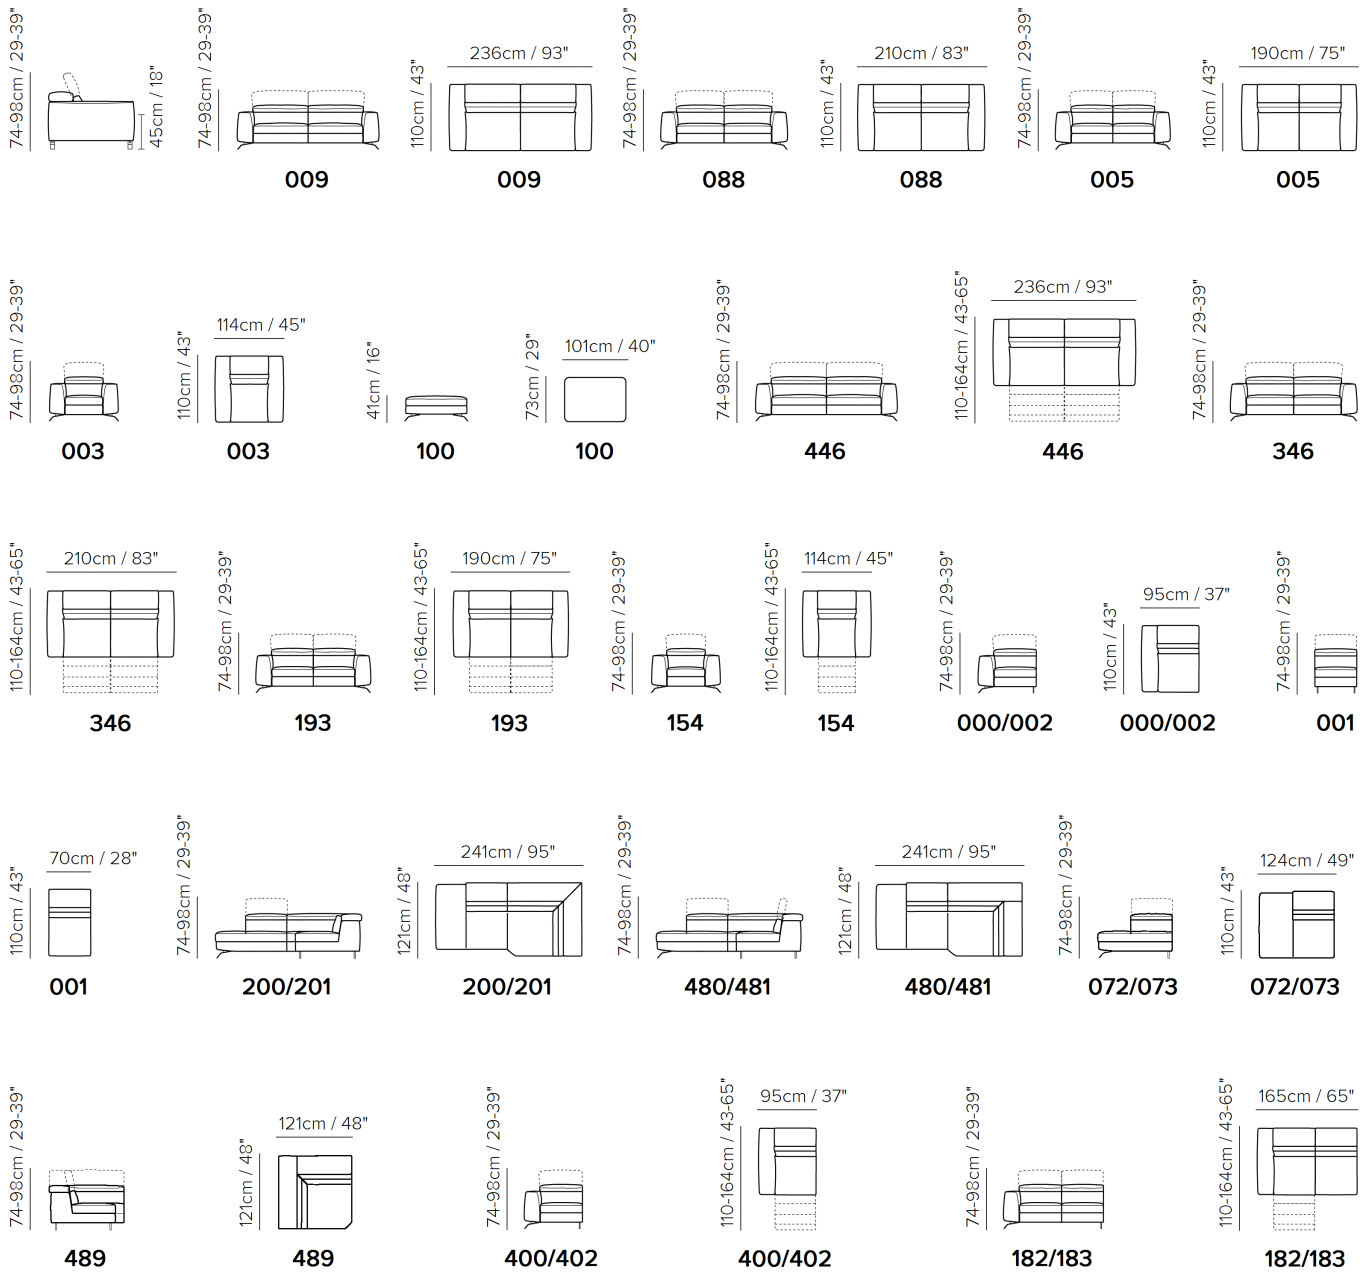 74-98cm / 29-39"
45cm / 18"
74-98cm / 29-39"
009
110cm / 43"
236cm / 93"
009
74-98cm / 29-39"
088
110cm / 43"
210cm / 83"
088
74-98cm / 29-39"
005
110cm / 43"
190cm / 75"
005
74-98cm / 29-39"
003
110cm / 43"
114cm / 45"
003
41cm / 16"
100
73cm / 29"
101cm / 40"
100
74-98cm / 29-39"
446
110-164cm / 43-65"
236cm / 93"
446
74-98cm / 29-39"
346
110-164cm / 43-65"
210cm / 83"
346
74-98cm / 29-39"
193
110-164cm / 43-65"
190cm / 75"
193
74-98cm / 29-39"
154
110-164cm / 43-65"
114cm / 45"
154
74-98cm / 29-39"
000/002
110cm / 43"
95cm / 37"
000/002
74-98cm / 29-39"
001
110cm / 43"
70cm / 28"
001
74-98cm / 29-39"
200/201
121cm / 48"
241cm / 95"
200/201
74-98cm / 29-39"
480/481
121cm / 48"
241cm / 95"
480/481
74-98cm / 29-39"
072/073
110cm / 43"
124cm / 49"
072/073
74-98cm / 29-39"
489
121cm / 48"
121cm / 48"
489
74-98cm / 29-39"
400/402
110-164cm / 43-65"
95cm / 37"
400/402
74-98cm / 29-39"
182/183
110-164cm / 43-65"
165cm / 65"
182/183